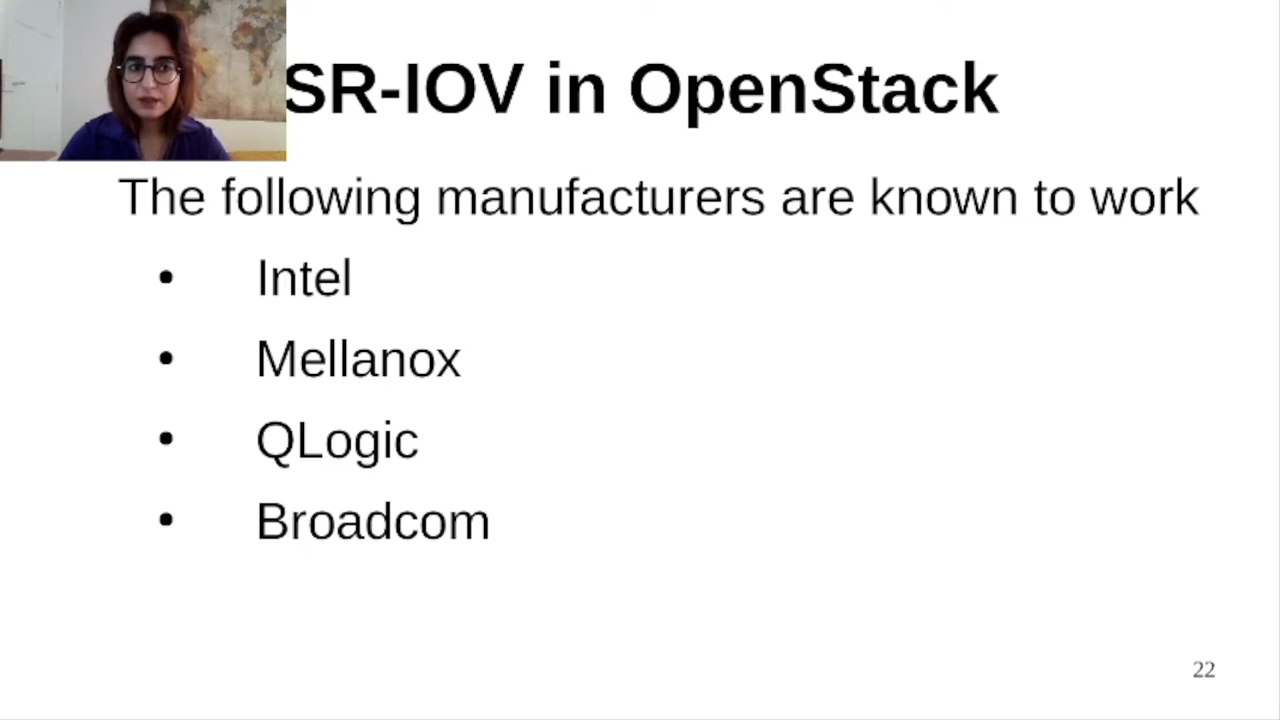 SR-IOV in OpenStack
The following manufacturers are known to work
• Intel
• Mellanox
• QLogic
• Broadcom
22